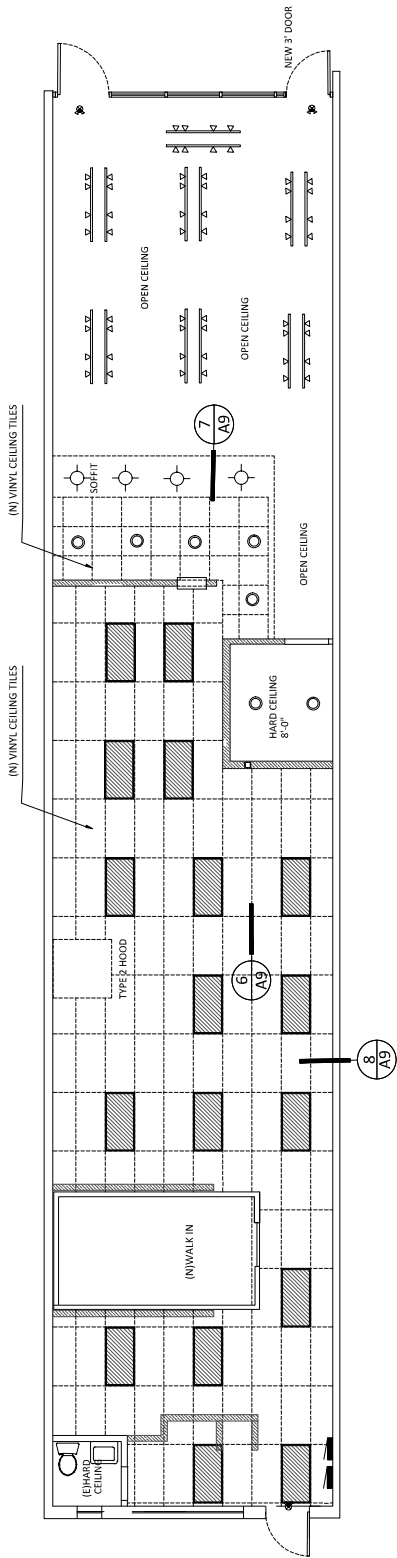 NEW 3' DOOR
OPEN CEILING
OPEN CEILING
(N) VINYL CEILING TILES
7
A9
SOFFIT
OPEN CEILING
(N) VINYL CEILING TILES
HARD CEILING
8'-0"
TYPE 2 HOOD
6
A9
8
A9
(N)WALK IN
(E)HARD
CEILING